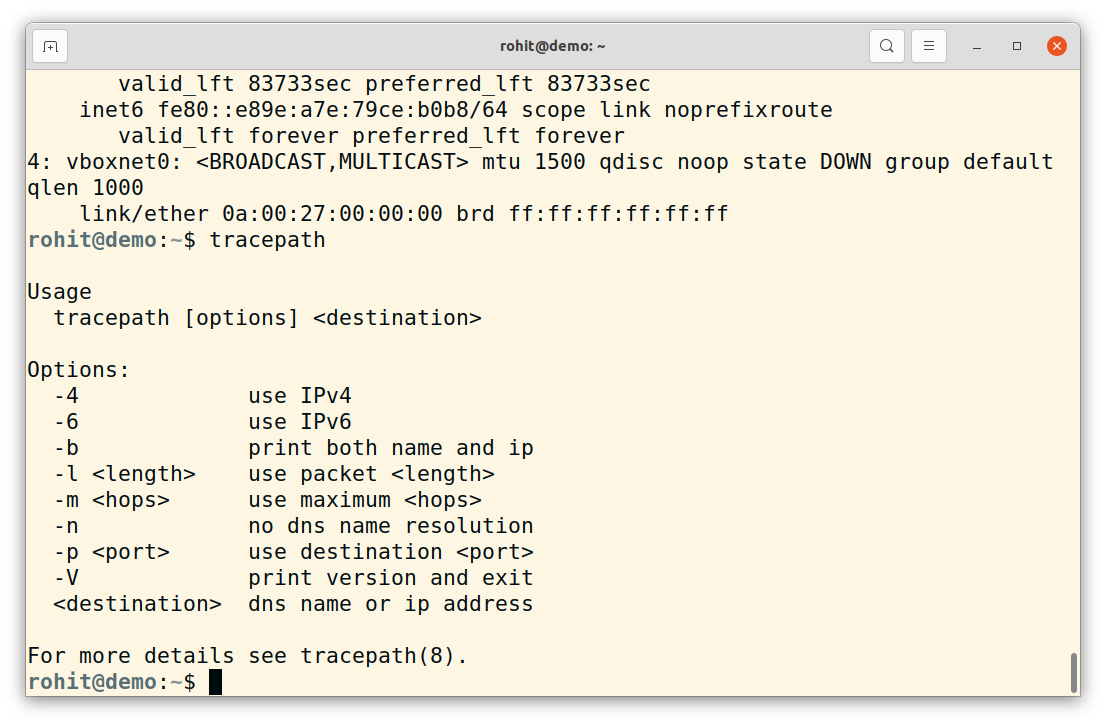 rohit@demo: ~
valid_lft 83733sec preferred_lft 83733sec
inet6 fe80::e89e:a7e:79ce:b0b8/64 scope link noprefixroute
valid_lft forever preferred_lft forever
4: vboxnet0: <BROADCAST,MULTICAST> mtu 1500 qdisc noop state DOWN group default
qlen 1000
link/ether 0a:00:27:00:00:00 brd ff:ff:ff:ff:ff:ff
rohit@demo:~$ tracepath
Usage
tracepath [options] <destination>
Options:
-4 use IPv4
-6 use IPv6
-b print both name and ip
-l <length> use packet <length>
-m <hops> use maximum <hops>
-n no dns name resolution
-p <port> use destination <port>
-V print version and exit
<destination> dns name or ip address
For more details see tracepath(8).
rohit@demo:~$